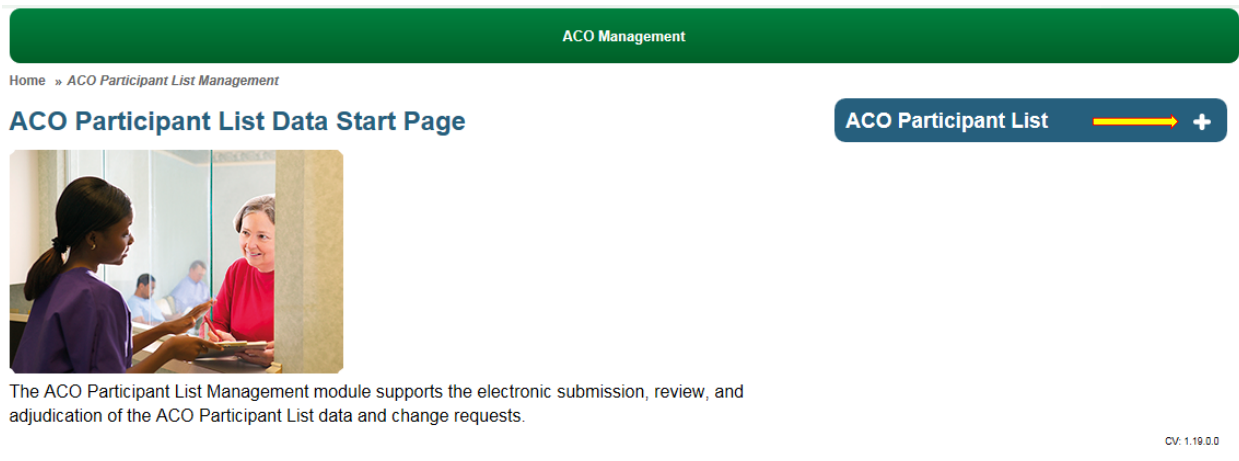 ACO Management
Home » ACO Participant List Management
ACO Participant List Data Start Page
ACO Participant List
The ACO Participant List Management module supports the electronic submission, review, and
adjudication of the ACO Participant List data and change requests.
CV: 1.19.0.0